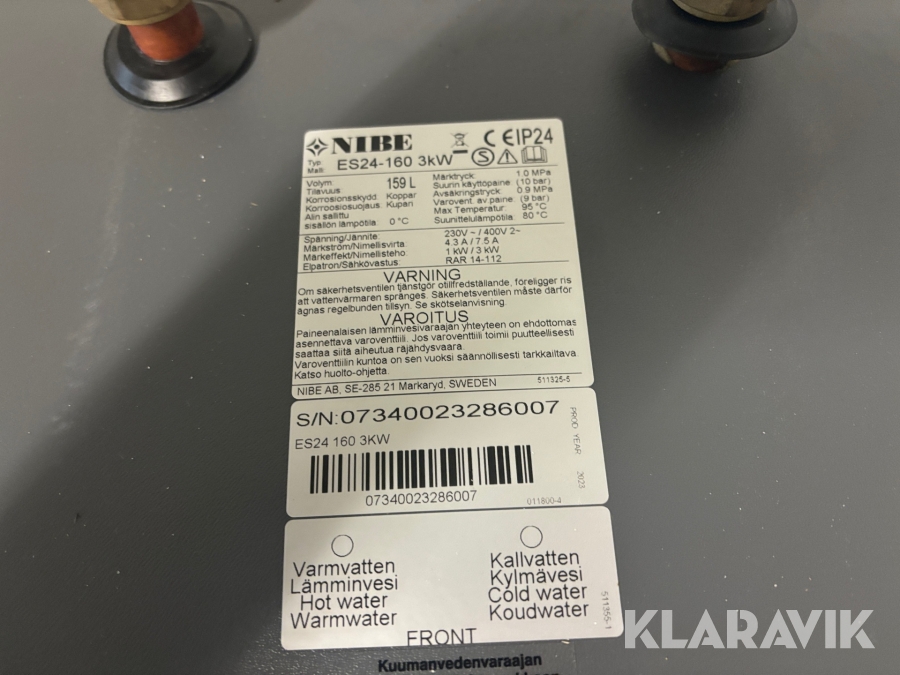 NIBE
CE IP24
Typ.
Malli
ES24-160 3kW
Volym. 159 L
Tilavuus:
Korrosionsskydd. Koppar
Korroosiosuojaus. Kupari
Alin sallittu
sisällön lämpötila: 0 °C
Märktryck: 1.0 MPa
Suurin käyttöpaine (10 bar)
Avsäkringstryck: 0.9 MPa
Varovent. av.paine: (9 bar)
Max Temperatur: 95 °C
Suunittelulämpötila: 80 °C
Spänning/Jännite: 230V ~ / 400V 2~
Märkström/Nimellisvirta 4.3 A / 7.5 A
Märkeffekt/Nimellisteho: 1 kW / 3 kW
Elpatron/Sähkövastus: RAR 14-112
VARNING
Om säkerhetsventilen tjänstgör otillfredställande, föreligger ris
att vattenvärmaren spränges. Säkerhetsventilen måste därför
ägnas regelbunden tillsyn. Se skötselanvisning.
VAROITUS
Paineenalaisen lämminvesivaraajan yhteyteen on ehdottomas
asennettava varoventtiili. Jos varoventtiili toimii puutteellisesti
saattaa siitä aiheutua räjähdysvaara.
Varoventtiilin kuntoa on sen vuoksi säännöllisesti tarkkailtava
Katso huolto-ohjetta.
NIBE AB, SE-285 21 Markaryd, SWEDEN 511325-5
S/N:07340023286007
ES24 160 3KW
07340023286007
011800-4
PROD YEAR 2023
Varmvatten
Lämminvesi
Hot water
Warmwater
Kallvatten
Kylmävesi
Cold water
Koudwater
511355-1
FRONT
Kuumanvedenvaraajan
KLARAVIK